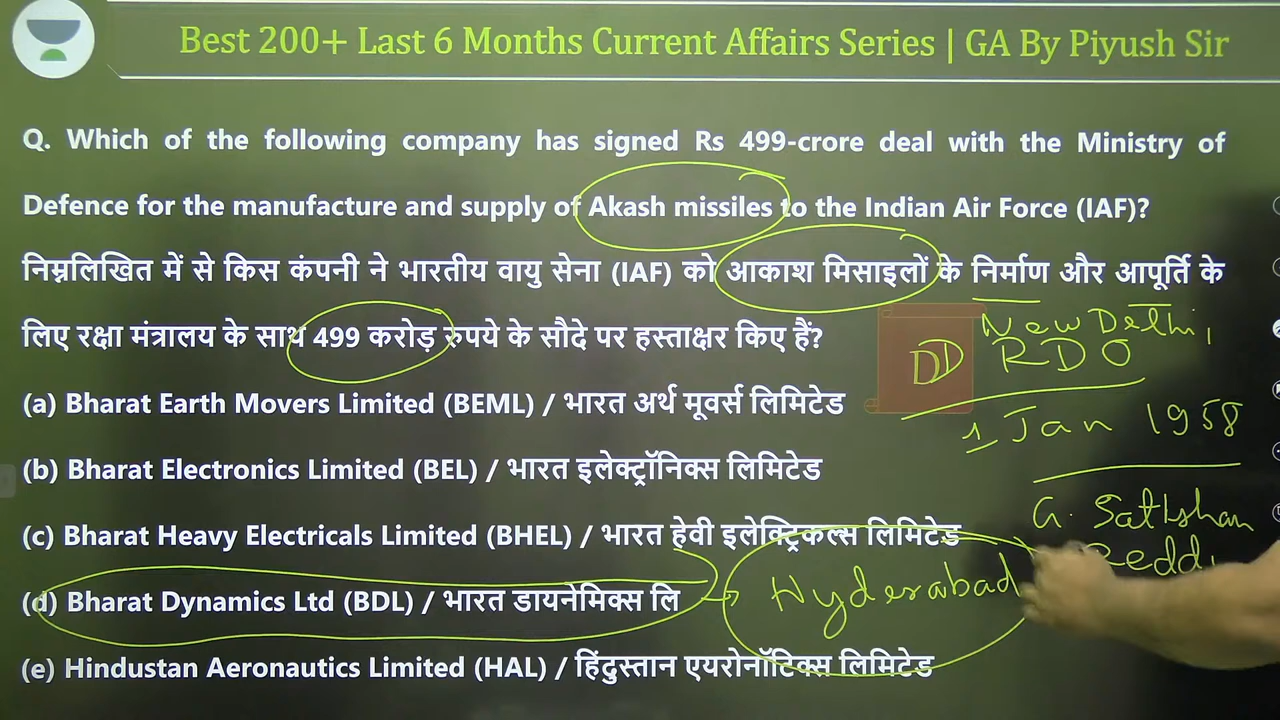 Best 200+ Last 6 Months Current Affairs Series | GA By Piyush Sir
Q. Which of the following company has signed Rs 499-crore deal with the Ministry of
Defence for the manufacture and supply of Akash missiles to the Indian Air Force (IAF)?
निम्नलिखित में से किस कंपनी ने भारतीय वायु सेना (IAF) को आकाश मिसाइलों के निर्माण और आपूर्ति के
लिए रक्षा मंत्रालय के साथ 499 करोड़ रुपये के सौदे पर हस्ताक्षर किए हैं?
New Delhi,
DRDO
(a) Bharat Earth Movers Limited (BEML) / भारत अर्थ मूवर्स लिमिटेड
1 Jan 1958
(b) Bharat Electronics Limited (BEL) / भारत इलेक्ट्रॉनिक्स लिमिटेड
(c) Bharat Heavy Electricals Limited (BHEL) / भारत हेवी इलेक्ट्रिकल्स लिमिटेड
G. Satishan
Reddy
(d) Bharat Dynamics Ltd (BDL) / भारत डायनेमिक्स लि → Hyderabad
(e) Hindustan Aeronautics Limited (HAL) / हिंदुस्तान एयरोनॉटिक्स लिमिटेड